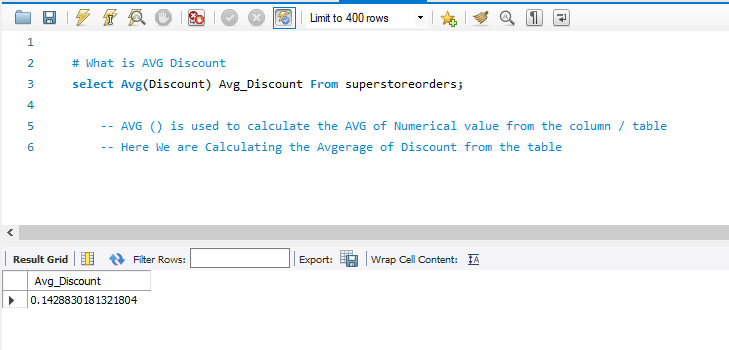 Limit to 400 rows
1
2 # What is AVG Discount
3 select Avg(Discount) Avg_Discount From superstoreorders;
4
5 -- AVG () is used to calculate the AVG of Numerical value from the column / table
6 -- Here We are Calculating the Avgerage of Discount from the table
Result Grid Filter Rows: Export: Wrap Cell Content: IA
Avg_Discount
0.1428830181321804